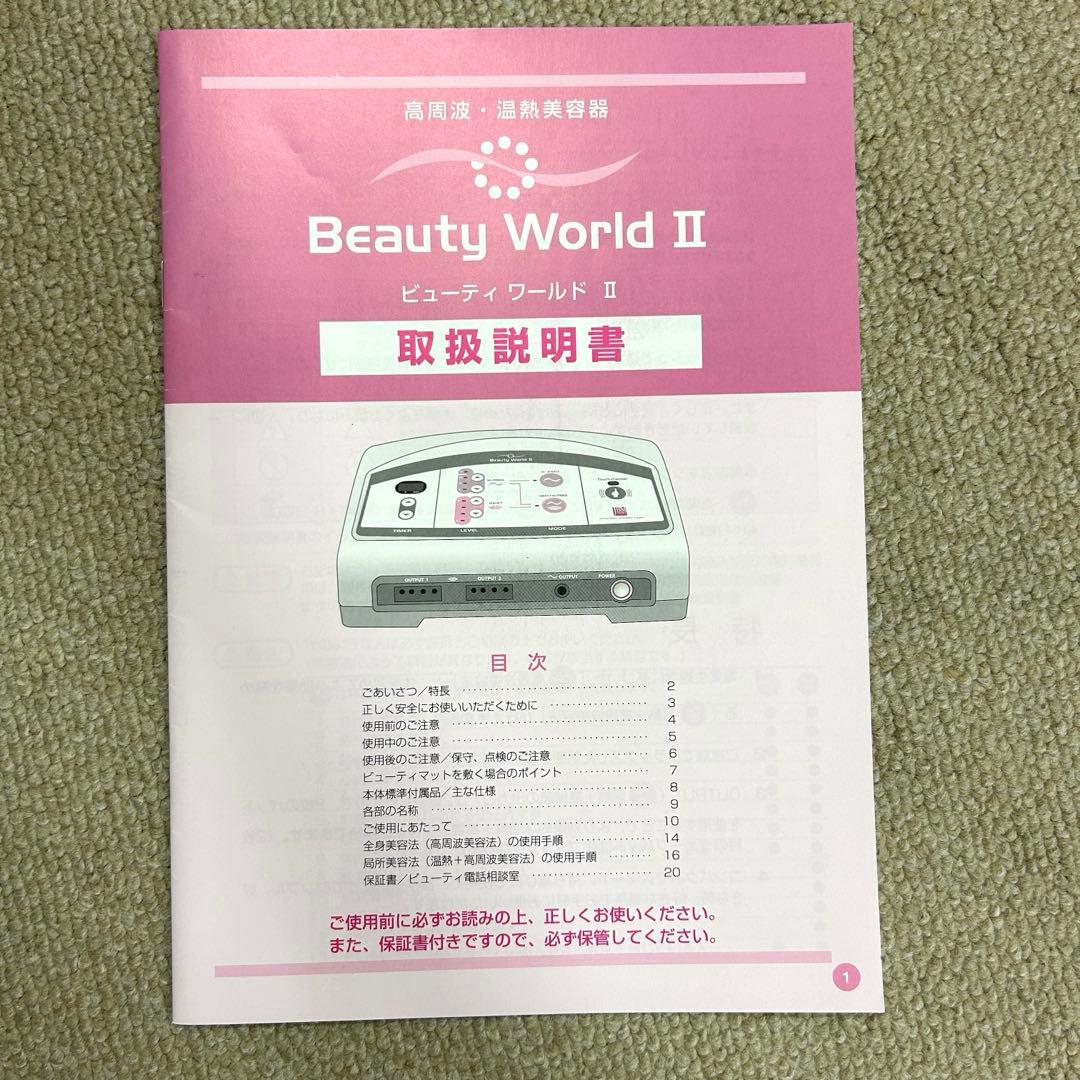 高周波・温熱美容器
Beauty World Ⅱ
ビューティ ワールド Ⅱ
取扱説明書
Beauty World Ⅱ
HI-FREQ
HI-FREQ
HEAT
HEAT+HI-FREQ
Touchchecker
TIMER
LEVEL
MODE
OUTPUT 1
OUTPUT 2
OUTPUT
POWER
目 次
ごあいさつ／特長 ································· 2
正しく安全にお使いいただくために ·················· 3
使用前のご注意 ··································· 4
使用中のご注意 ··································· 5
使用後のご注意／保守、点検のご注意 ················ 6
ビューティマットを敷く場合のポイント ·············· 7
本体標準付属品／主な仕様 ························· 8
各部の名称 ······································· 9
ご使用にあたって ································· 10
全身美容法（高周波美容法）の使用手順 ·············· 14
局所美容法（温熱＋高周波美容法）の使用手順 ········ 16
保証書／ビューティ電話相談室 ····················· 20
ご使用前に必ずお読みの上、正しくお使いください。
また、保証書付きですので、必ず保管してください。
1